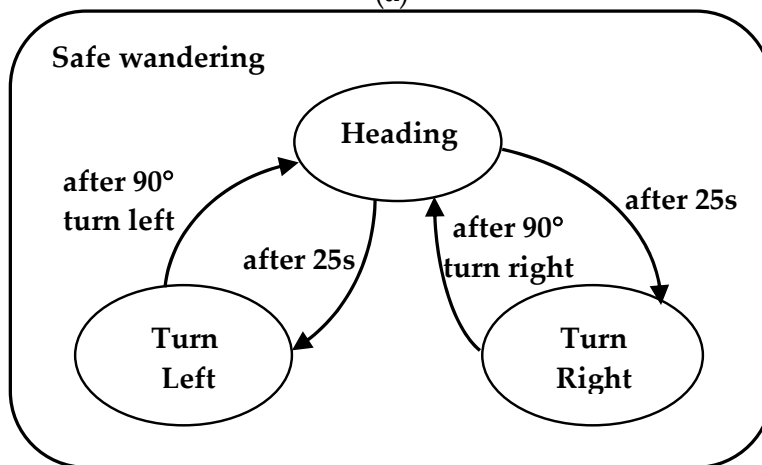 (a)
Safe wandering
Heading
after 90°
turn left
after 25s
after 90°
turn right
after 25s
Turn
Left
Turn
Right